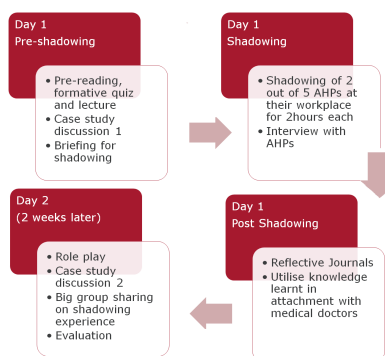 Day 1
Pre-shadowing
• Pre-reading,
formative quiz
and lecture
• Case study
discussion 1
• Briefing for
shadowing
Day 1
Shadowing
• Shadowing of 2
out of 5 AHPs at
their workplace
for 2hours each
• Interview with
AHPs
Day 1
Post Shadowing
• Reflective Journals
• Utilise knowledge
learnt in
attachment with
medical doctors
Day 2
(2 weeks later)
• Role play
• Case study
discussion 2
• Big group sharing
on shadowing
experience
• Evaluation